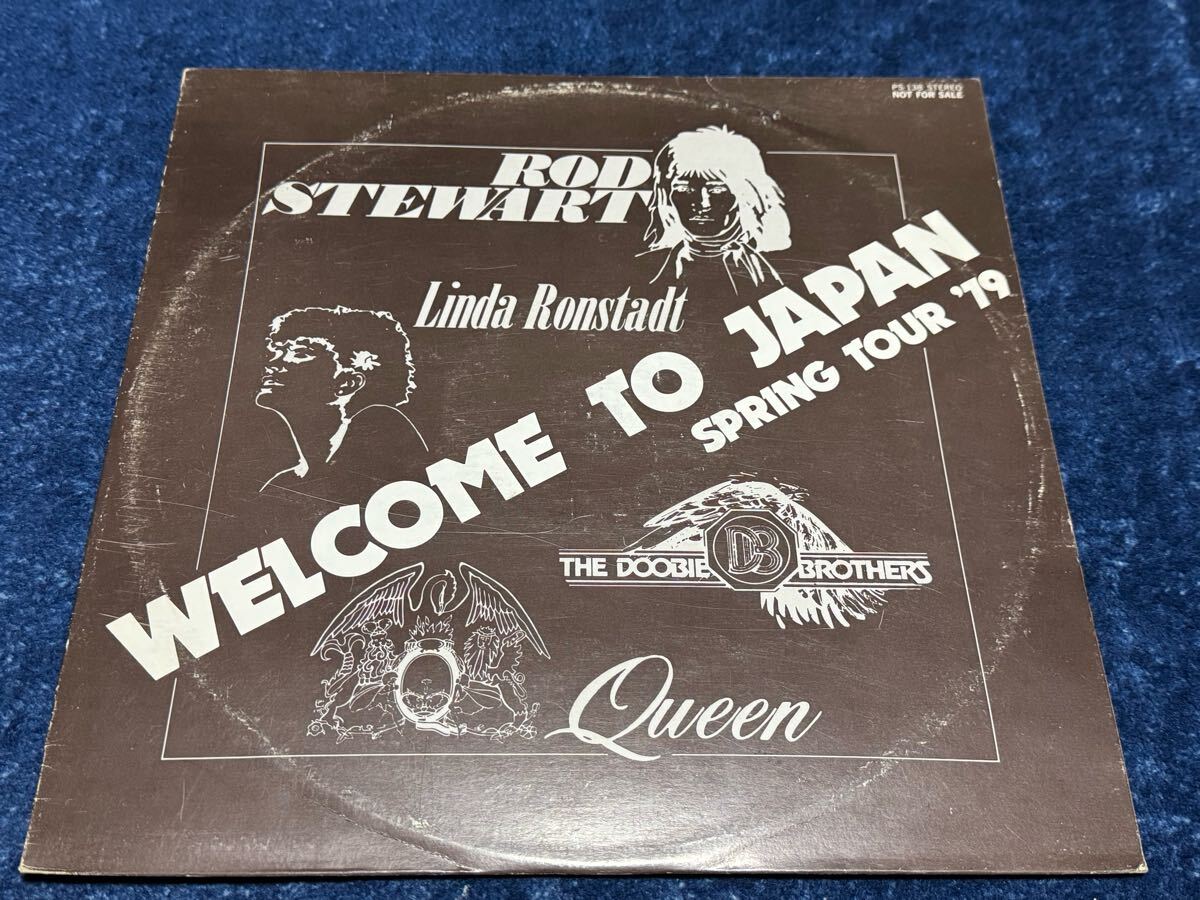 PS-138 STEREO
NOT FOR SALE
ROD
STEWART
Linda Ronstadt
WELCOME TO JAPAN
SPRING TOUR '79
DB
THE DOOBIE BROTHERS
Queen